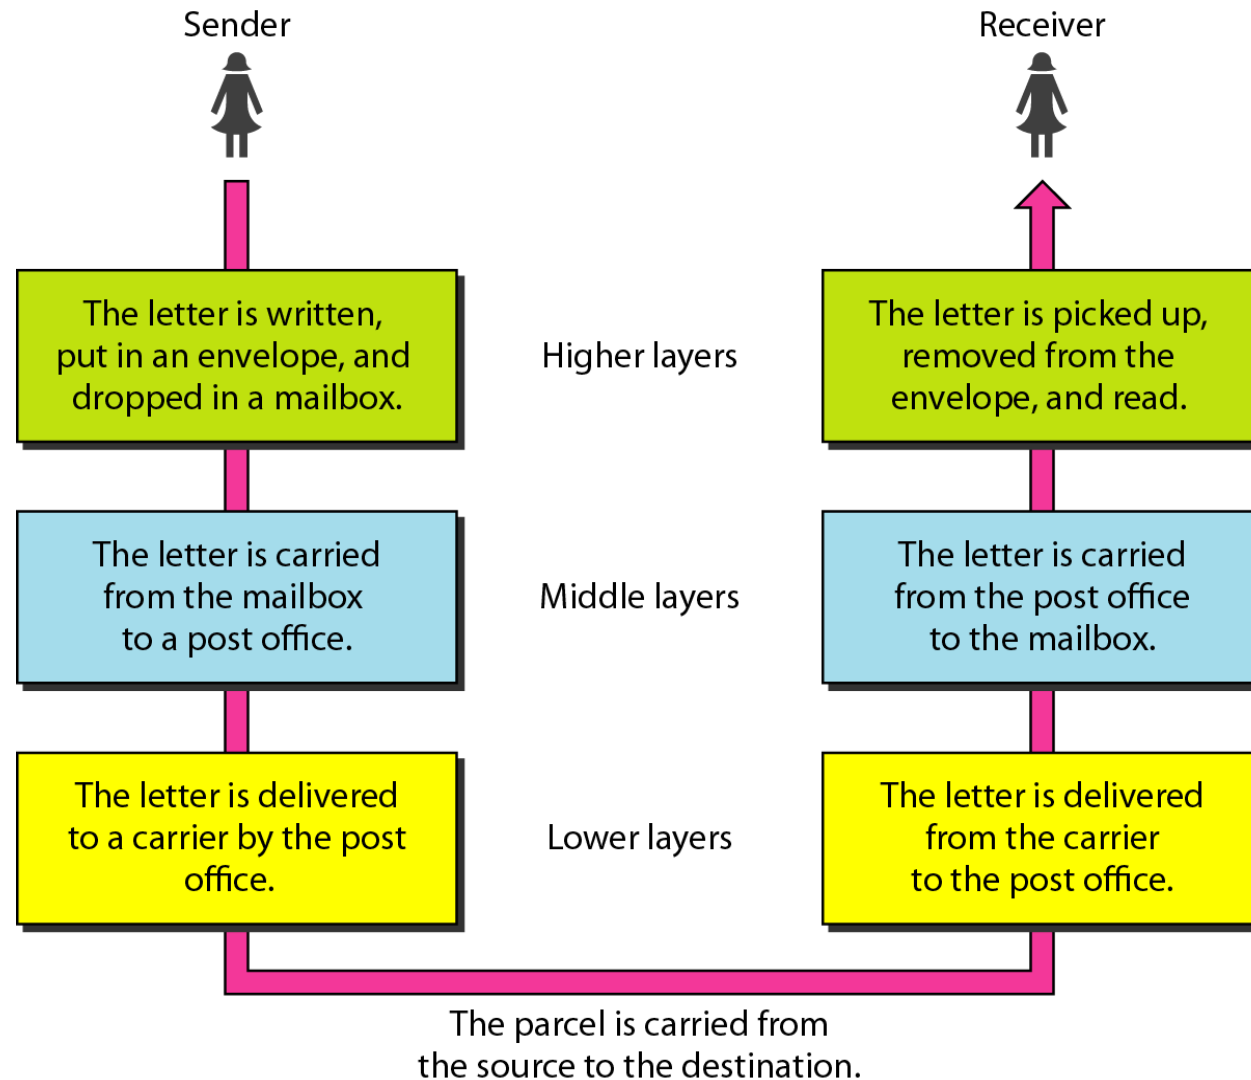 Sender
Receiver
The letter is written,
put in an envelope, and
dropped in a mailbox.
Higher layers
The letter is picked up,
removed from the
envelope, and read.
The letter is carried
from the mailbox
to a post office.
Middle layers
The letter is carried
from the post office
to the mailbox.
The letter is delivered
to a carrier by the post
office.
Lower layers
The letter is delivered
from the carrier
to the post office.
The parcel is carried from
the source to the destination.